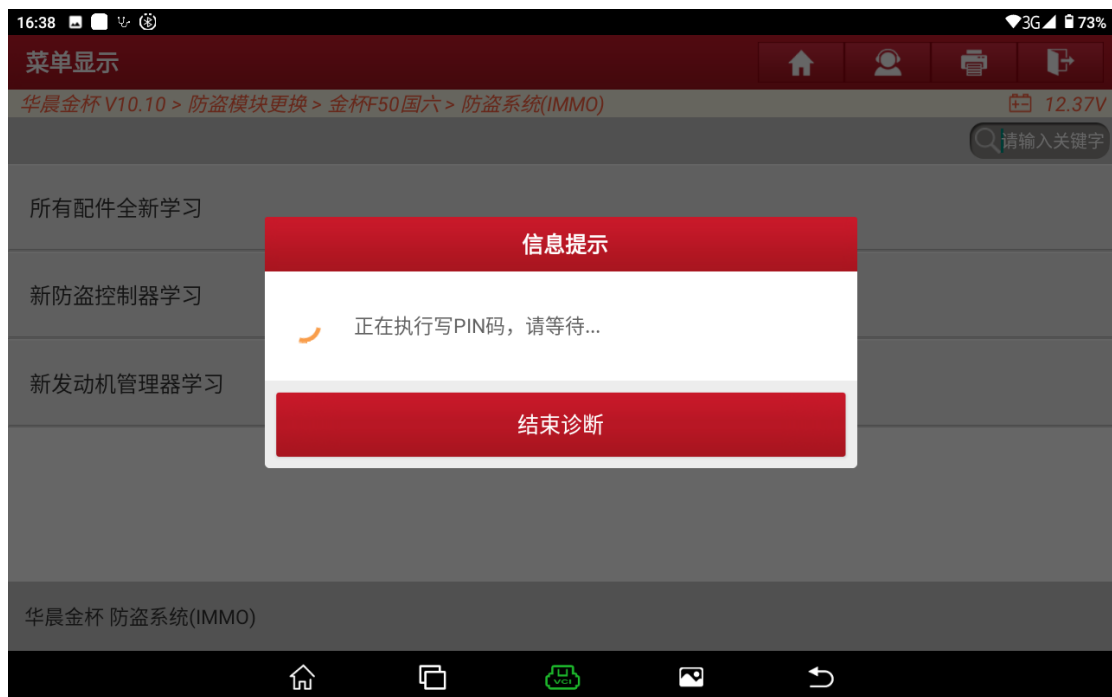 16:38 3G 73%
菜单显示
华晨金杯 V10.10 > 防盗模块更换 > 金杯F50国六 > 防盗系统(IMMO) 12.37V
请输入关键字
所有配件全新学习
信息提示
新防盗控制器学习
正在执行写PIN码，请等待...
新发动机管理器学习
结束诊断
华晨金杯 防盗系统(IMMO)
VCI